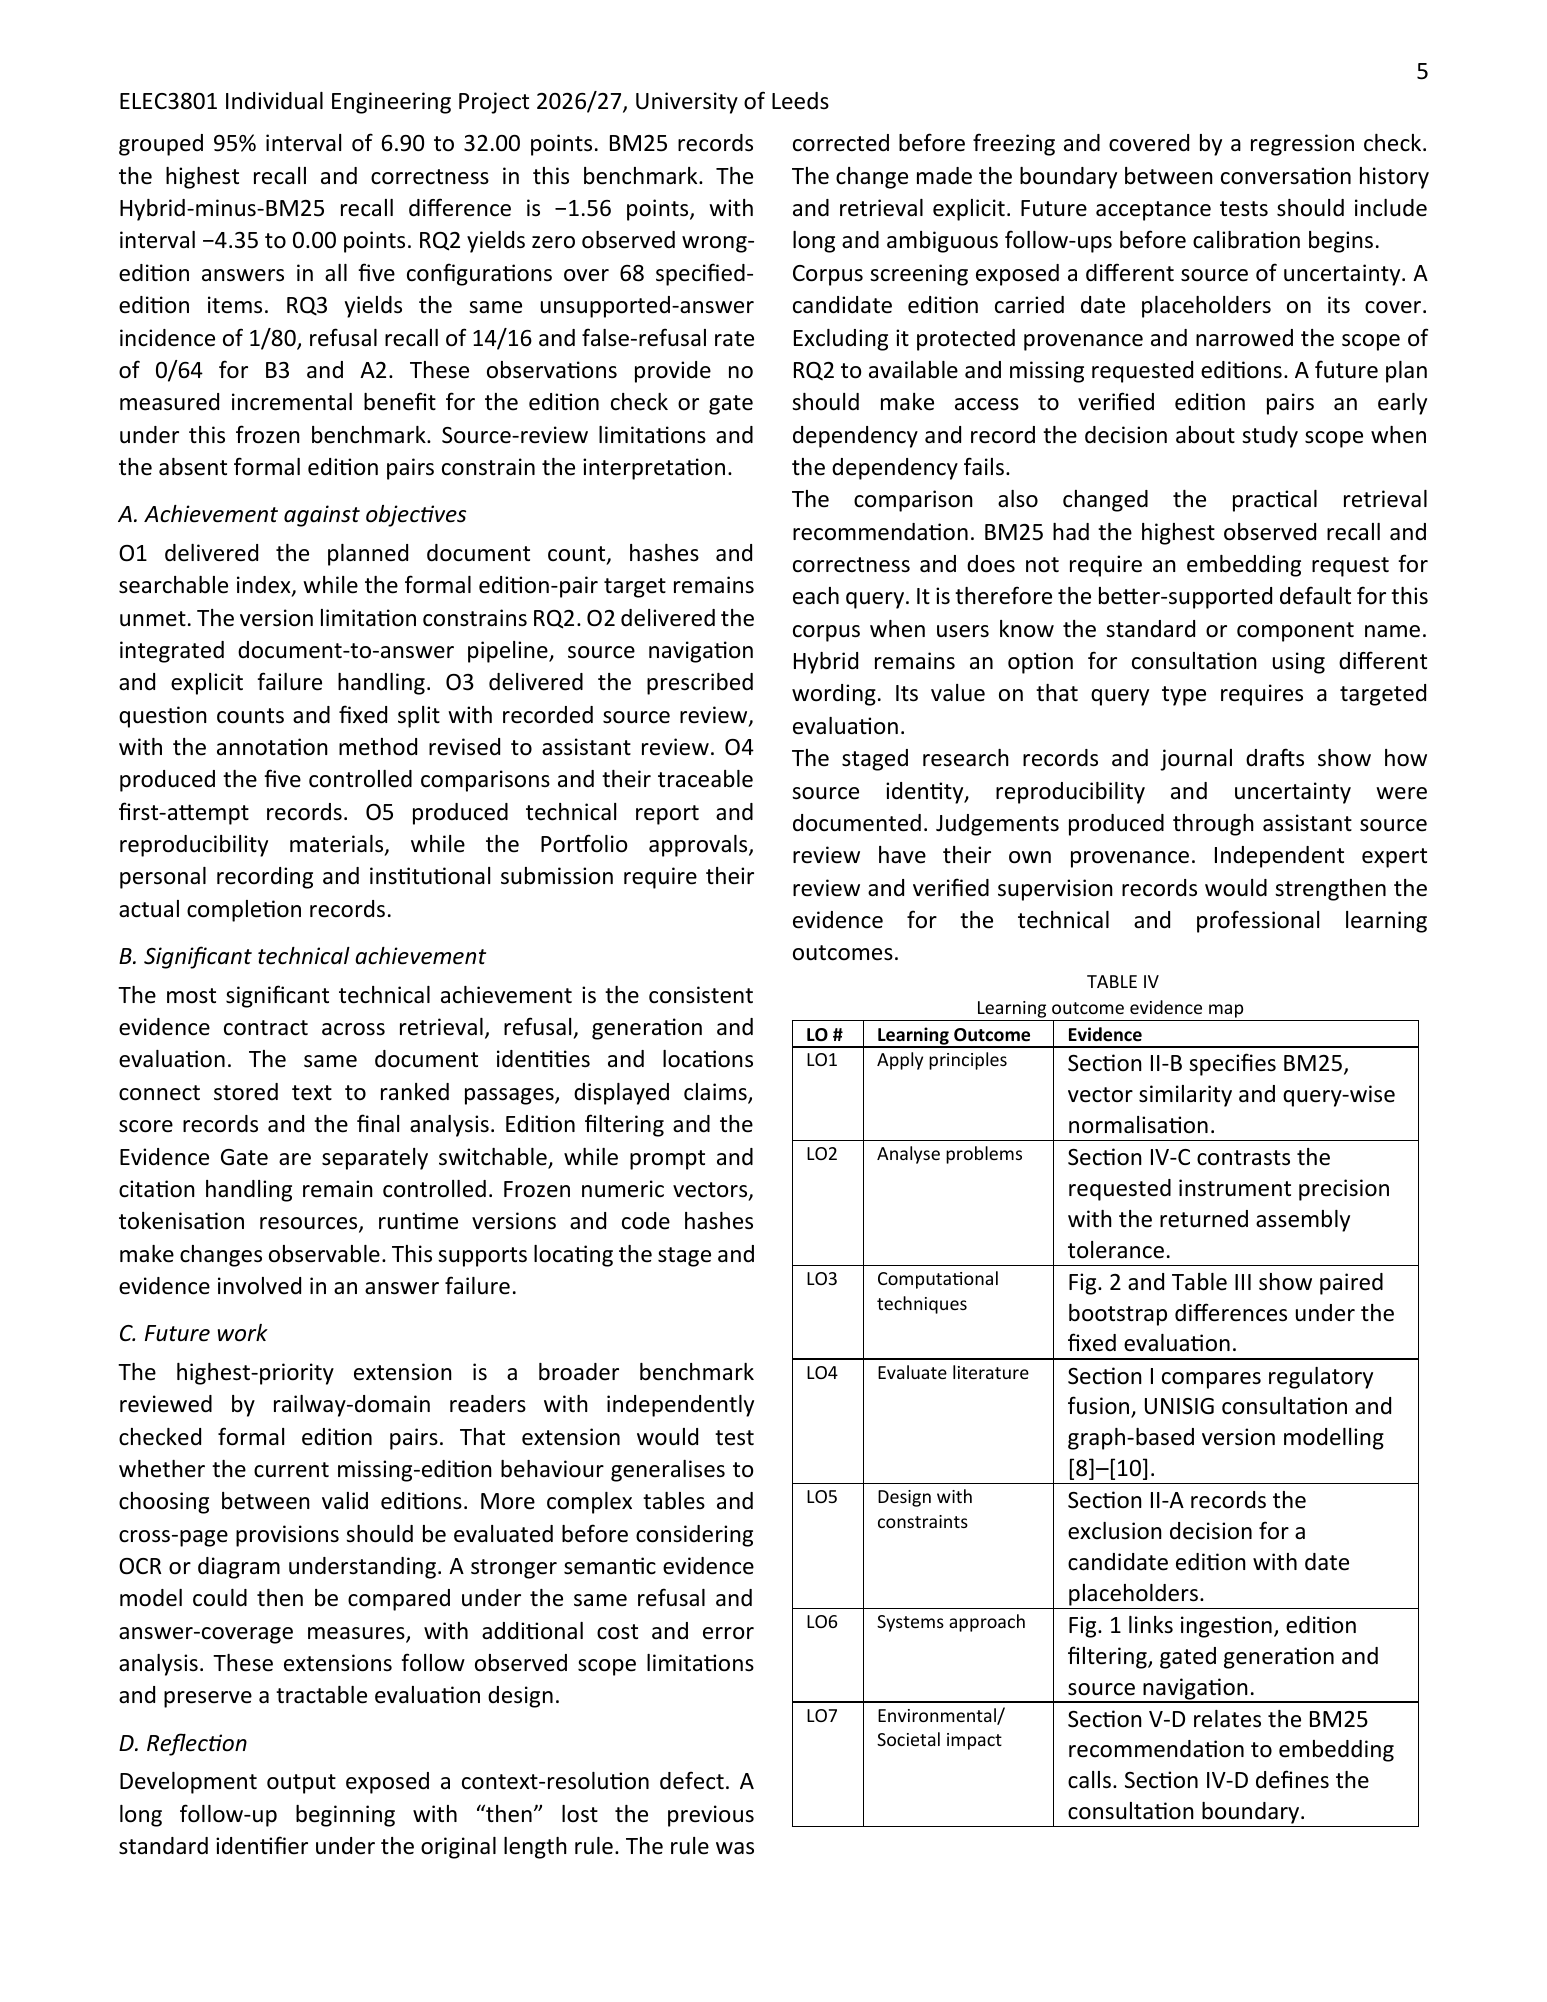 5
ELEC3801 Individual Engineering Project 2026/27, University of Leeds
grouped 95% interval of 6.90 to 32.00 points. BM25 records
the highest recall and correctness in this benchmark. The
Hybrid-minus-BM25 recall difference is −1.56 points, with
interval −4.35 to 0.00 points. RQ2 yields zero observed wrong-
edition answers in all five configurations over 68 specified-
edition items. RQ3 yields the same unsupported-answer
incidence of 1/80, refusal recall of 14/16 and false-refusal rate
of 0/64 for B3 and A2. These observations provide no
measured incremental benefit for the edition check or gate
under this frozen benchmark. Source-review limitations and
the absent formal edition pairs constrain the interpretation.
A. Achievement against objectives
O1 delivered the planned document count, hashes and
searchable index, while the formal edition-pair target remains
unmet. The version limitation constrains RQ2. O2 delivered the
integrated document-to-answer pipeline, source navigation
and explicit failure handling. O3 delivered the prescribed
question counts and fixed split with recorded source review,
with the annotation method revised to assistant review. O4
produced the five controlled comparisons and their traceable
first-attempt records. O5 produced technical report and
reproducibility materials, while the Portfolio approvals,
personal recording and institutional submission require their
actual completion records.
B. Significant technical achievement
The most significant technical achievement is the consistent
evidence contract across retrieval, refusal, generation and
evaluation. The same document identities and locations
connect stored text to ranked passages, displayed claims,
score records and the final analysis. Edition filtering and the
Evidence Gate are separately switchable, while prompt and
citation handling remain controlled. Frozen numeric vectors,
tokenisation resources, runtime versions and code hashes
make changes observable. This supports locating the stage and
evidence involved in an answer failure.
C. Future work
The highest-priority extension is a broader benchmark
reviewed by railway-domain readers with independently
checked formal edition pairs. That extension would test
whether the current missing-edition behaviour generalises to
choosing between valid editions. More complex tables and
cross-page provisions should be evaluated before considering
OCR or diagram understanding. A stronger semantic evidence
model could then be compared under the same refusal and
answer-coverage measures, with additional cost and error
analysis. These extensions follow observed scope limitations
and preserve a tractable evaluation design.
D. Reflection
Development output exposed a context-resolution defect. A
long follow-up beginning with “then” lost the previous
standard identifier under the original length rule. The rule was
corrected before freezing and covered by a regression check.
The change made the boundary between conversation history
and retrieval explicit. Future acceptance tests should include
long and ambiguous follow-ups before calibration begins.
Corpus screening exposed a different source of uncertainty. A
candidate edition carried date placeholders on its cover.
Excluding it protected provenance and narrowed the scope of
RQ2 to available and missing requested editions. A future plan
should make access to verified edition pairs an early
dependency and record the decision about study scope when
the dependency fails.
The comparison also changed the practical retrieval
recommendation. BM25 had the highest observed recall and
correctness and does not require an embedding request for
each query. It is therefore the better-supported default for this
corpus when users know the standard or component name.
Hybrid remains an option for consultation using different
wording. Its value on that query type requires a targeted
evaluation.
The staged research records and journal drafts show how
source identity, reproducibility and uncertainty were
documented. Judgements produced through assistant source
review have their own provenance. Independent expert
review and verified supervision records would strengthen the
evidence for the technical and professional learning
outcomes.
TABLE IV
Learning outcome evidence map
LO # Learning Outcome Evidence
LO1 Apply principles Section II-B specifies BM25,
vector similarity and query-wise
normalisation.
LO2 Analyse problems Section IV-C contrasts the
requested instrument precision
with the returned assembly
tolerance.
LO3 Computational Fig. 2 and Table III show paired
techniques bootstrap differences under the
fixed evaluation.
LO4 Evaluate literature Section I compares regulatory
fusion, UNISIG consultation and
graph-based version modelling
[8]–[10].
LO5 Design with Section II-A records the
constraints exclusion decision for a
candidate edition with date
placeholders.
LO6 Systems approach Fig. 1 links ingestion, edition
filtering, gated generation and
source navigation.
LO7 Environmental/ Section V-D relates the BM25
Societal impact recommendation to embedding
calls. Section IV-D defines the
consultation boundary.